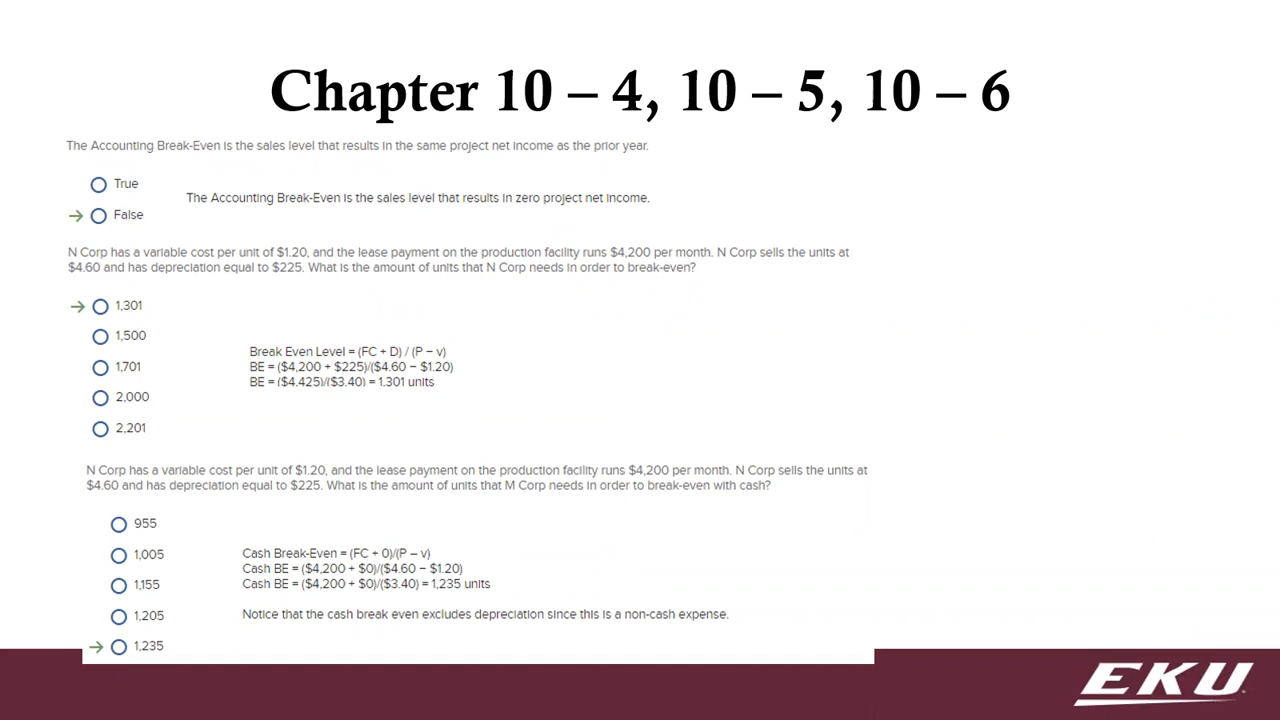 Chapter 10 – 4, 10 – 5, 10 – 6
The Accounting Break-Even is the sales level that results in the same project net income as the prior year.
True
The Accounting Break-Even is the sales level that results in zero project net income.
→ False
N Corp has a variable cost per unit of $1.20, and the lease payment on the production facility runs $4,200 per month. N Corp sells the units at
$4.60 and has depreciation equal to $225. What is the amount of units that N Corp needs in order to break-even?
→ 1,301
1,500
Break Even Level = (FC + D) / (P − v)
1,701
BE = ($4,200 + $225)/($4.60 − $1.20)
BE = ($4,425)/($3.40) = 1,301 units
2,000
2,201
N Corp has a variable cost per unit of $1.20, and the lease payment on the production facility runs $4,200 per month. N Corp sells the units at
$4.60 and has depreciation equal to $225. What is the amount of units that M Corp needs in order to break-even with cash?
955
1,005
Cash Break-Even = (FC + 0)/(P − v)
Cash BE = ($4,200 + $0)/($4.60 − $1.20)
1,155
Cash BE = ($4,200 + $0)/($3.40) = 1,235 units
1,205
Notice that the cash break even excludes depreciation since this is a non-cash expense.
→ 1,235
EKU